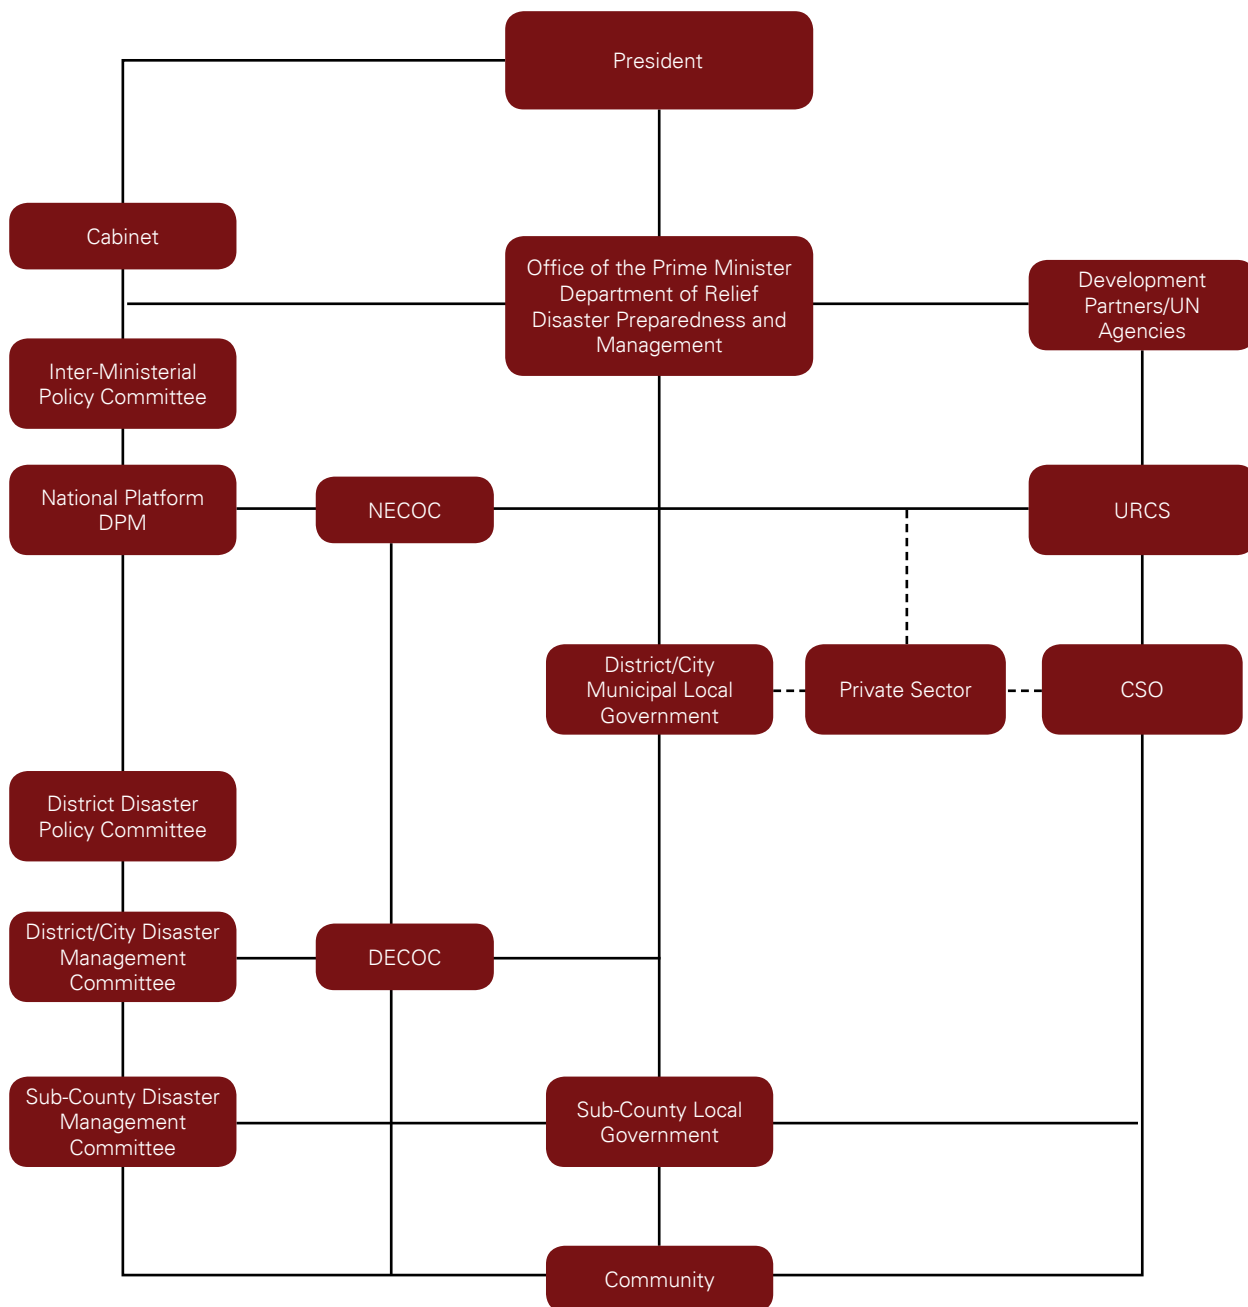 President
Cabinet
Office of the Prime Minister
Department of Relief
Disaster Preparedness and
Management
Development
Partners/UN
Agencies
Inter-Ministerial
Policy Committee
National Platform
DPM
NECOC
URCS
District/City
Municipal Local
Government
Private Sector
CSO
District Disaster
Policy Committee
District/City Disaster
Management
Committee
DECOC
Sub-County Disaster
Management
Committee
Sub-County Local
Government
Community